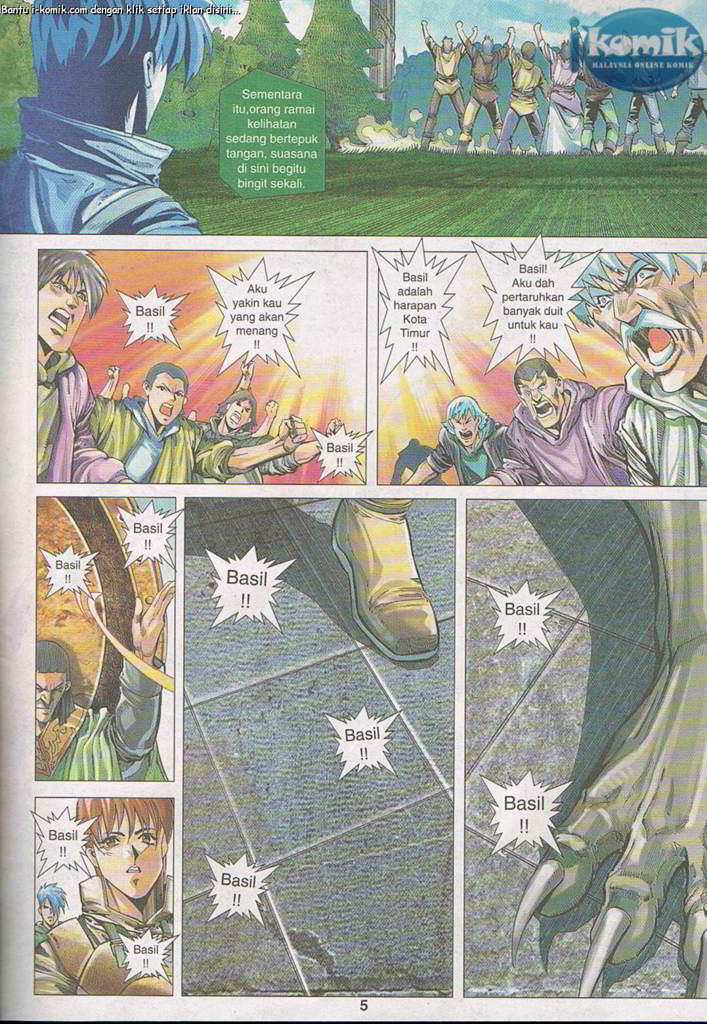 Bantu i-komik.com dengan klik setiap iklan disini...
ikomik
MALAYSIA ONLINE KOMIK
Sementara
itu,orang ramai
kelihatan
sedang bertepuk
tangan, suasana
di sini begitu
bingit sekali.
Basil
!!
Aku
yakin kau
yang akan
menang
!!
Basil
!!
Basil
adalah
harapan
Kota
Timur
!!
Basil!
Aku dah
pertaruhkan
banyak duit
untuk kau
!!
Basil
!!
Basil
!!
Basil
!!
Basil
!!
Basil
!!
Basil
!!
Basil
!!
Basil
!!
Basil
!!
5